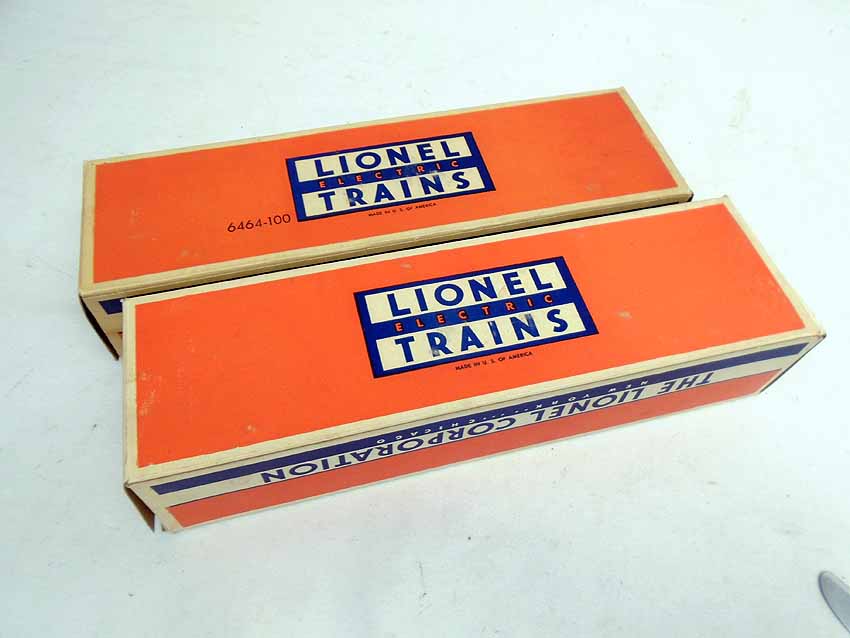 LIONEL
ELECTRIC
TRAINS
MADE IN U. S. OF AMERICA
6464-100
LIONEL
ELECTRIC
TRAINS
MADE IN U. S. OF AMERICA
THE LIONEL CORPORATION
NEW YORK ···· CHICAGO